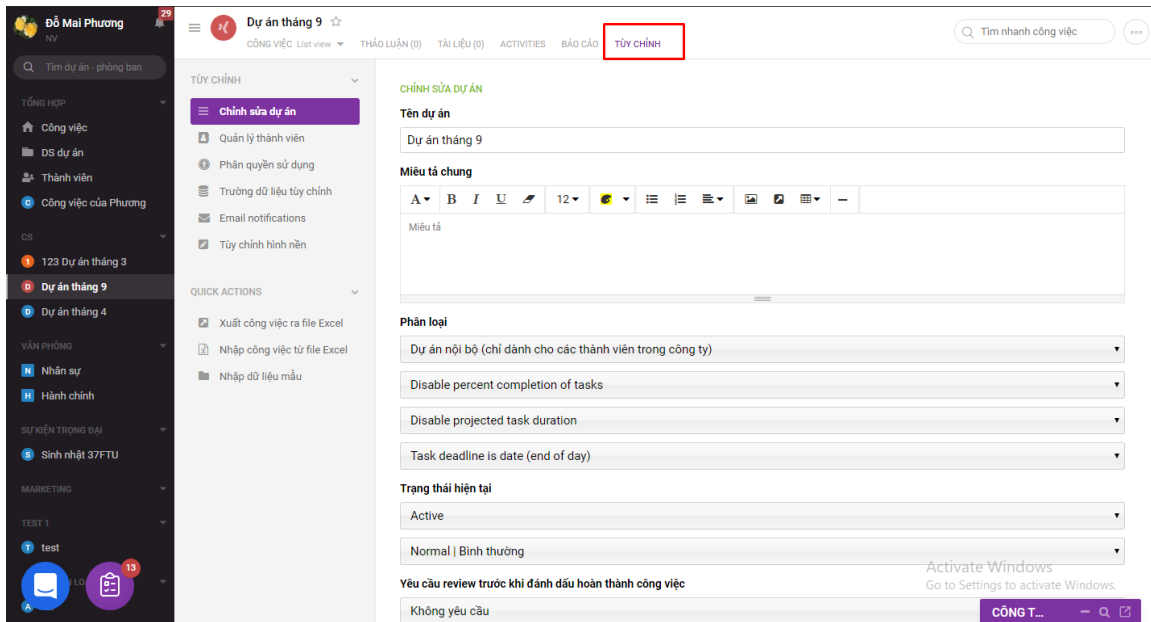 Đỗ Mai Phương
NV
29
Tìm dự án - phòng ban
TỔNG HỢP
Công việc
DS dự án
Thành viên
C Công việc của Phương
CS
1 123 Dự án tháng 3
D Dự án tháng 9
D Dự án tháng 4
VĂN PHÒNG
N Nhân sự
H Hành chính
SỰ KIỆN TRỌNG ĐẠI
S Sinh nhật 37FTU
MARKETING
TEST 1
T test
13
A
Dự án tháng 9
CÔNG VIỆC List view THẢO LUẬN (0) TÀI LIỆU (0) ACTIVITIES BÁO CÁO TÙY CHỈNH
Tìm nhanh công việc
TÙY CHỈNH
Chỉnh sửa dự án
Quản lý thành viên
Phân quyền sử dụng
Trường dữ liệu tùy chỉnh
Email notifications
Tùy chỉnh hình nền
QUICK ACTIONS
Xuất công việc ra file Excel
Nhập công việc từ file Excel
Nhập dữ liệu mẫu
CHỈNH SỬA DỰ ÁN
Tên dự án
Dự án tháng 9
Miêu tả chung
A B I U 12
Miêu tả
Phân loại
Dự án nội bộ (chỉ dành cho các thành viên trong công ty)
Disable percent completion of tasks
Disable projected task duration
Task deadline is date (end of day)
Trạng thái hiện tại
Active
Normal | Bình thường
Yêu cầu review trước khi đánh dấu hoàn thành công việc
Không yêu cầu
Activate Windows
Go to Settings to activate Windows.
CÔNG T...